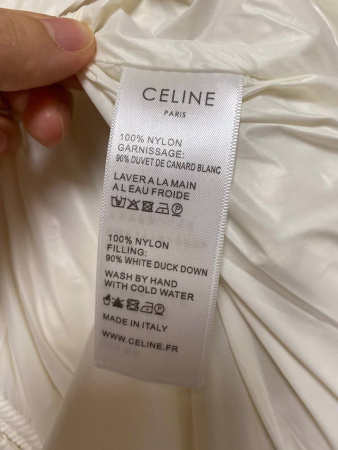 CELINE
PARIS
100% NYLON
GARNISSAGE:
90% DUVET DE CANARD BLANC
LAVER A LA MAIN
A L EAU FROIDE
100% NYLON
FILLING:
90% WHITE DUCK DOWN
WASH BY HAND
WITH COLD WATER
MADE IN ITALY
WWW.CELINE.FR